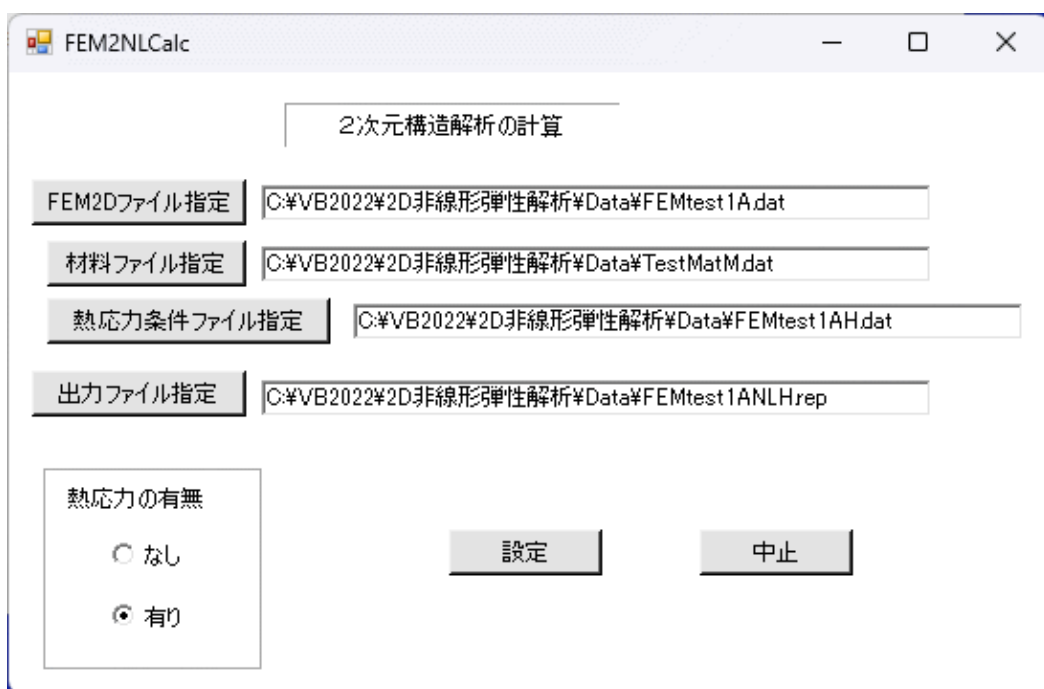 FEM2NLCalc
２次元構造解析の計算
FEM2Dファイル指定 C:¥VB2022¥2D非線形弾性解析¥Data¥FEMtest1A.dat
材料ファイル指定 C:¥VB2022¥2D非線形弾性解析¥Data¥TestMatM.dat
熱応力条件ファイル指定 C:¥VB2022¥2D非線形弾性解析¥Data¥FEMtest1AH.dat
出力ファイル指定 C:¥VB2022¥2D非線形弾性解析¥Data¥FEMtest1ANLH.rep
熱応力の有無
なし
設定 中止
有り